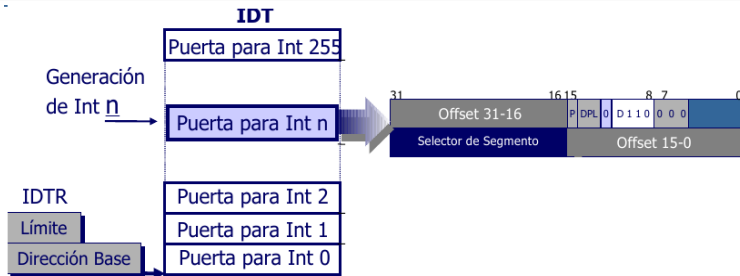 IDT
Puerta para Int 255
Generación
de Int n
Puerta para Int n
31 16 15 8 7 0
Offset 31-16 P DPL 0 D 1 1 0 0 0 0
Selector de Segmento Offset 15-0
IDTR
Límite
Dirección Base
Puerta para Int 2
Puerta para Int 1
Puerta para Int 0